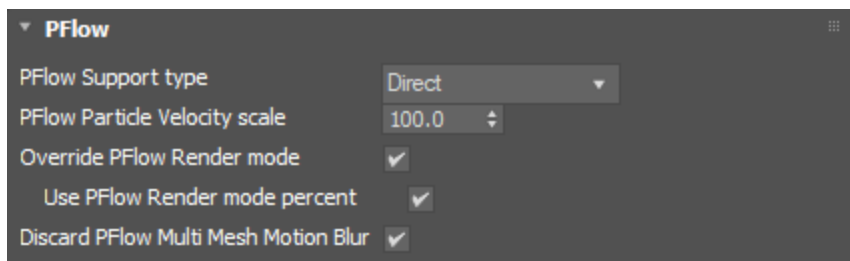 PFlow
PFlow Support type Direct
PFlow Particle Velocity scale 100.0
Override PFlow Render mode
Use PFlow Render mode percent
Discard PFlow Multi Mesh Motion Blur